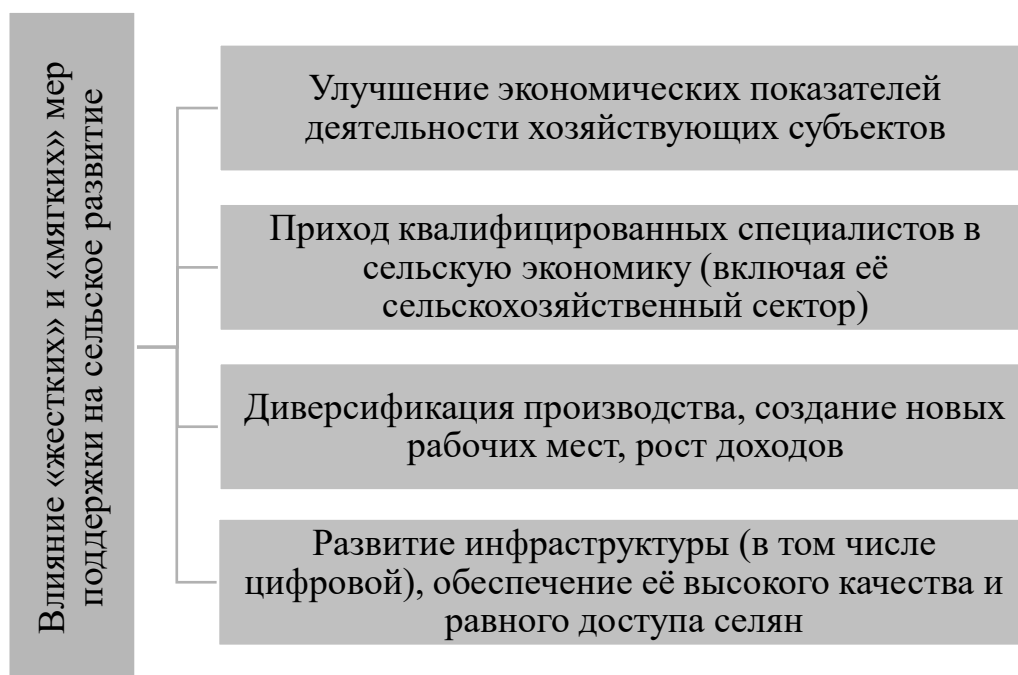 Влияние «жестких» и «мягких» мер
поддержки на сельское развитие
Улучшение экономических показателей
деятельности хозяйствующих субъектов
Приход квалифицированных специалистов в
сельскую экономику (включая её
сельскохозяйственный сектор)
Диверсификация производства, создание новых
рабочих мест, рост доходов
Развитие инфраструктуры (в том числе
цифровой), обеспечение её высокого качества и
равного доступа селян